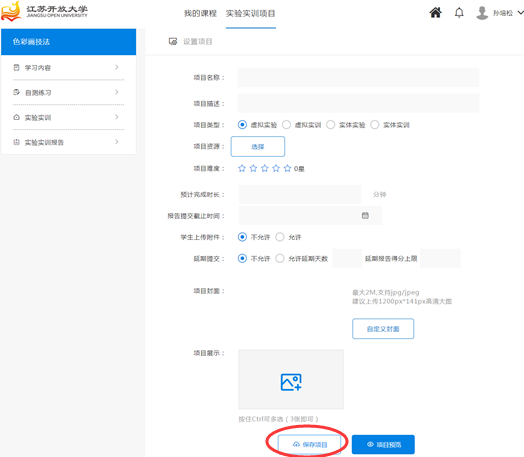 江苏开放大学
JIANGSU OPEN UNIVERSITY
我的课程 实验实训项目
孙培松
色彩画技法
学习内容
自测练习
实验实训
实验实训报告
设置项目
项目名称：
项目描述：
项目类型： 虚拟实验 虚拟实训 实体实验 实体实训
项目资源： 选择
项目难度： 0星
预计完成时长： 分钟
报告提交截止时间：
学生上传附件： 不允许 允许
延期提交： 不允许 允许延期天数 延期报告得分上限
项目封面： 最大2M,支持jpg/jpeg
建议上传1200px*141px高清大图
自定义封面
项目展示：
按住Ctrl可多选（3张即可）
保存项目 项目预览